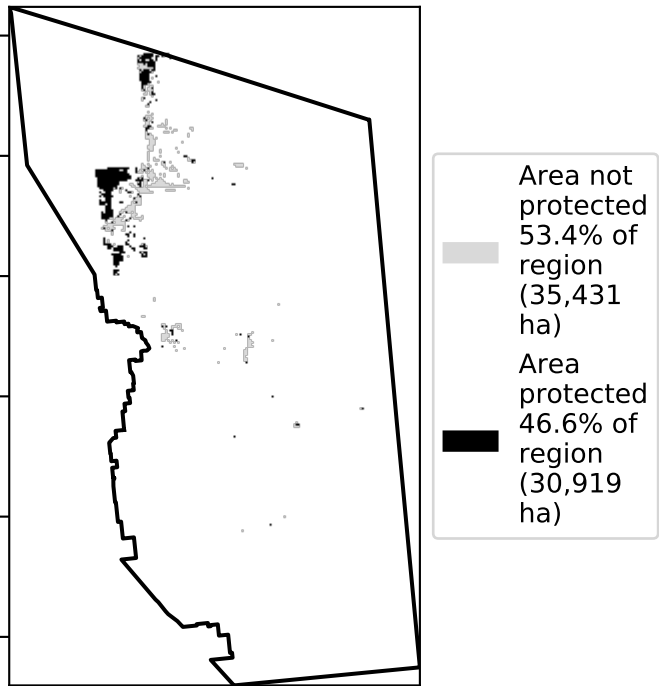 Area not
protected
53.4% of
region
(35,431
ha)
Area
protected
46.6% of
region
(30,919
ha)